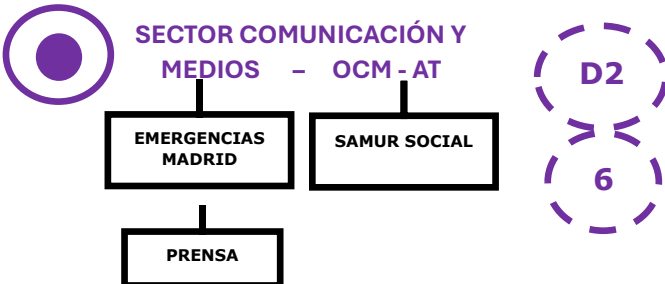 SECTOR COMUNICACIÓN Y
MEDIOS – OCM - AT
D2
EMERGENCIAS
MADRID
SAMUR SOCIAL
6
PRENSA